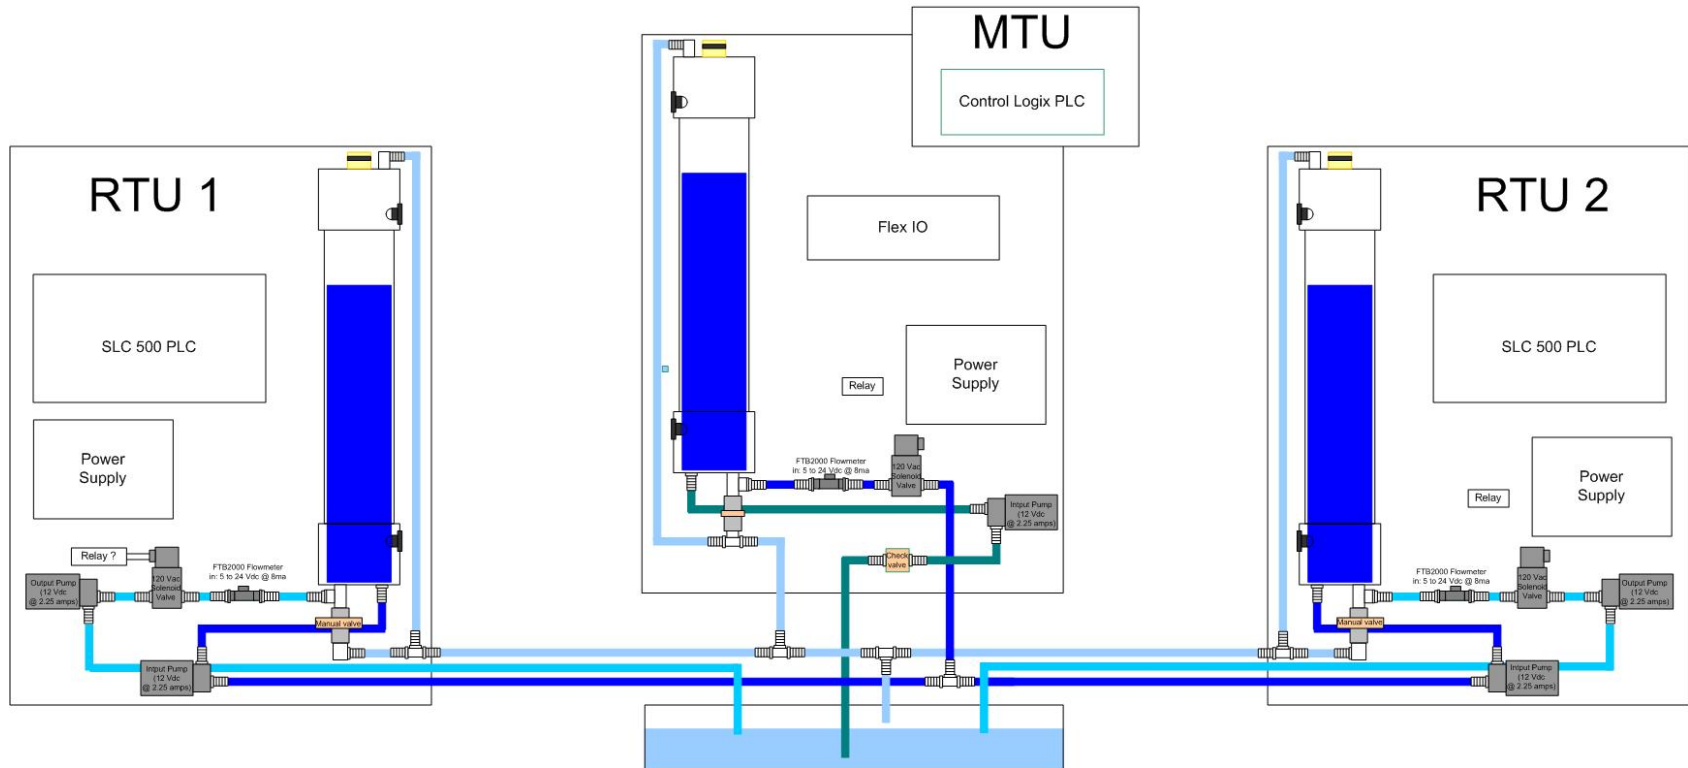 MTU
Control Logix PLC
RTU 1
RTU 2
Flex IO
SLC 500 PLC
SLC 500 PLC
Power
Supply
Relay
Power
Supply
Power
Supply
Relay
FTB2000 Flowmeter
in: 5 to 24 Vdc @ 8ma
120 Vac
Solenoid
Valve
Intput Pump
(12 Vdc
@ 2.25 amps)
Check
valve
Relay ?
FTB2000 Flowmeter
in: 5 to 24 Vdc @ 8ma
120 Vac
Solenoid
Valve
Output Pump
(12 Vdc
@ 2.25 amps)
Manual valve
Intput Pump
(12 Vdc
@ 2.25 amps)
FTB2000 Flowmeter
in: 5 to 24 Vdc @ 8ma
120 Vac
Solenoid
Valve
Output Pump
(12 Vdc
@ 2.25 amps)
Manual valve
Intput Pump
(12 Vdc
@ 2.25 amps)